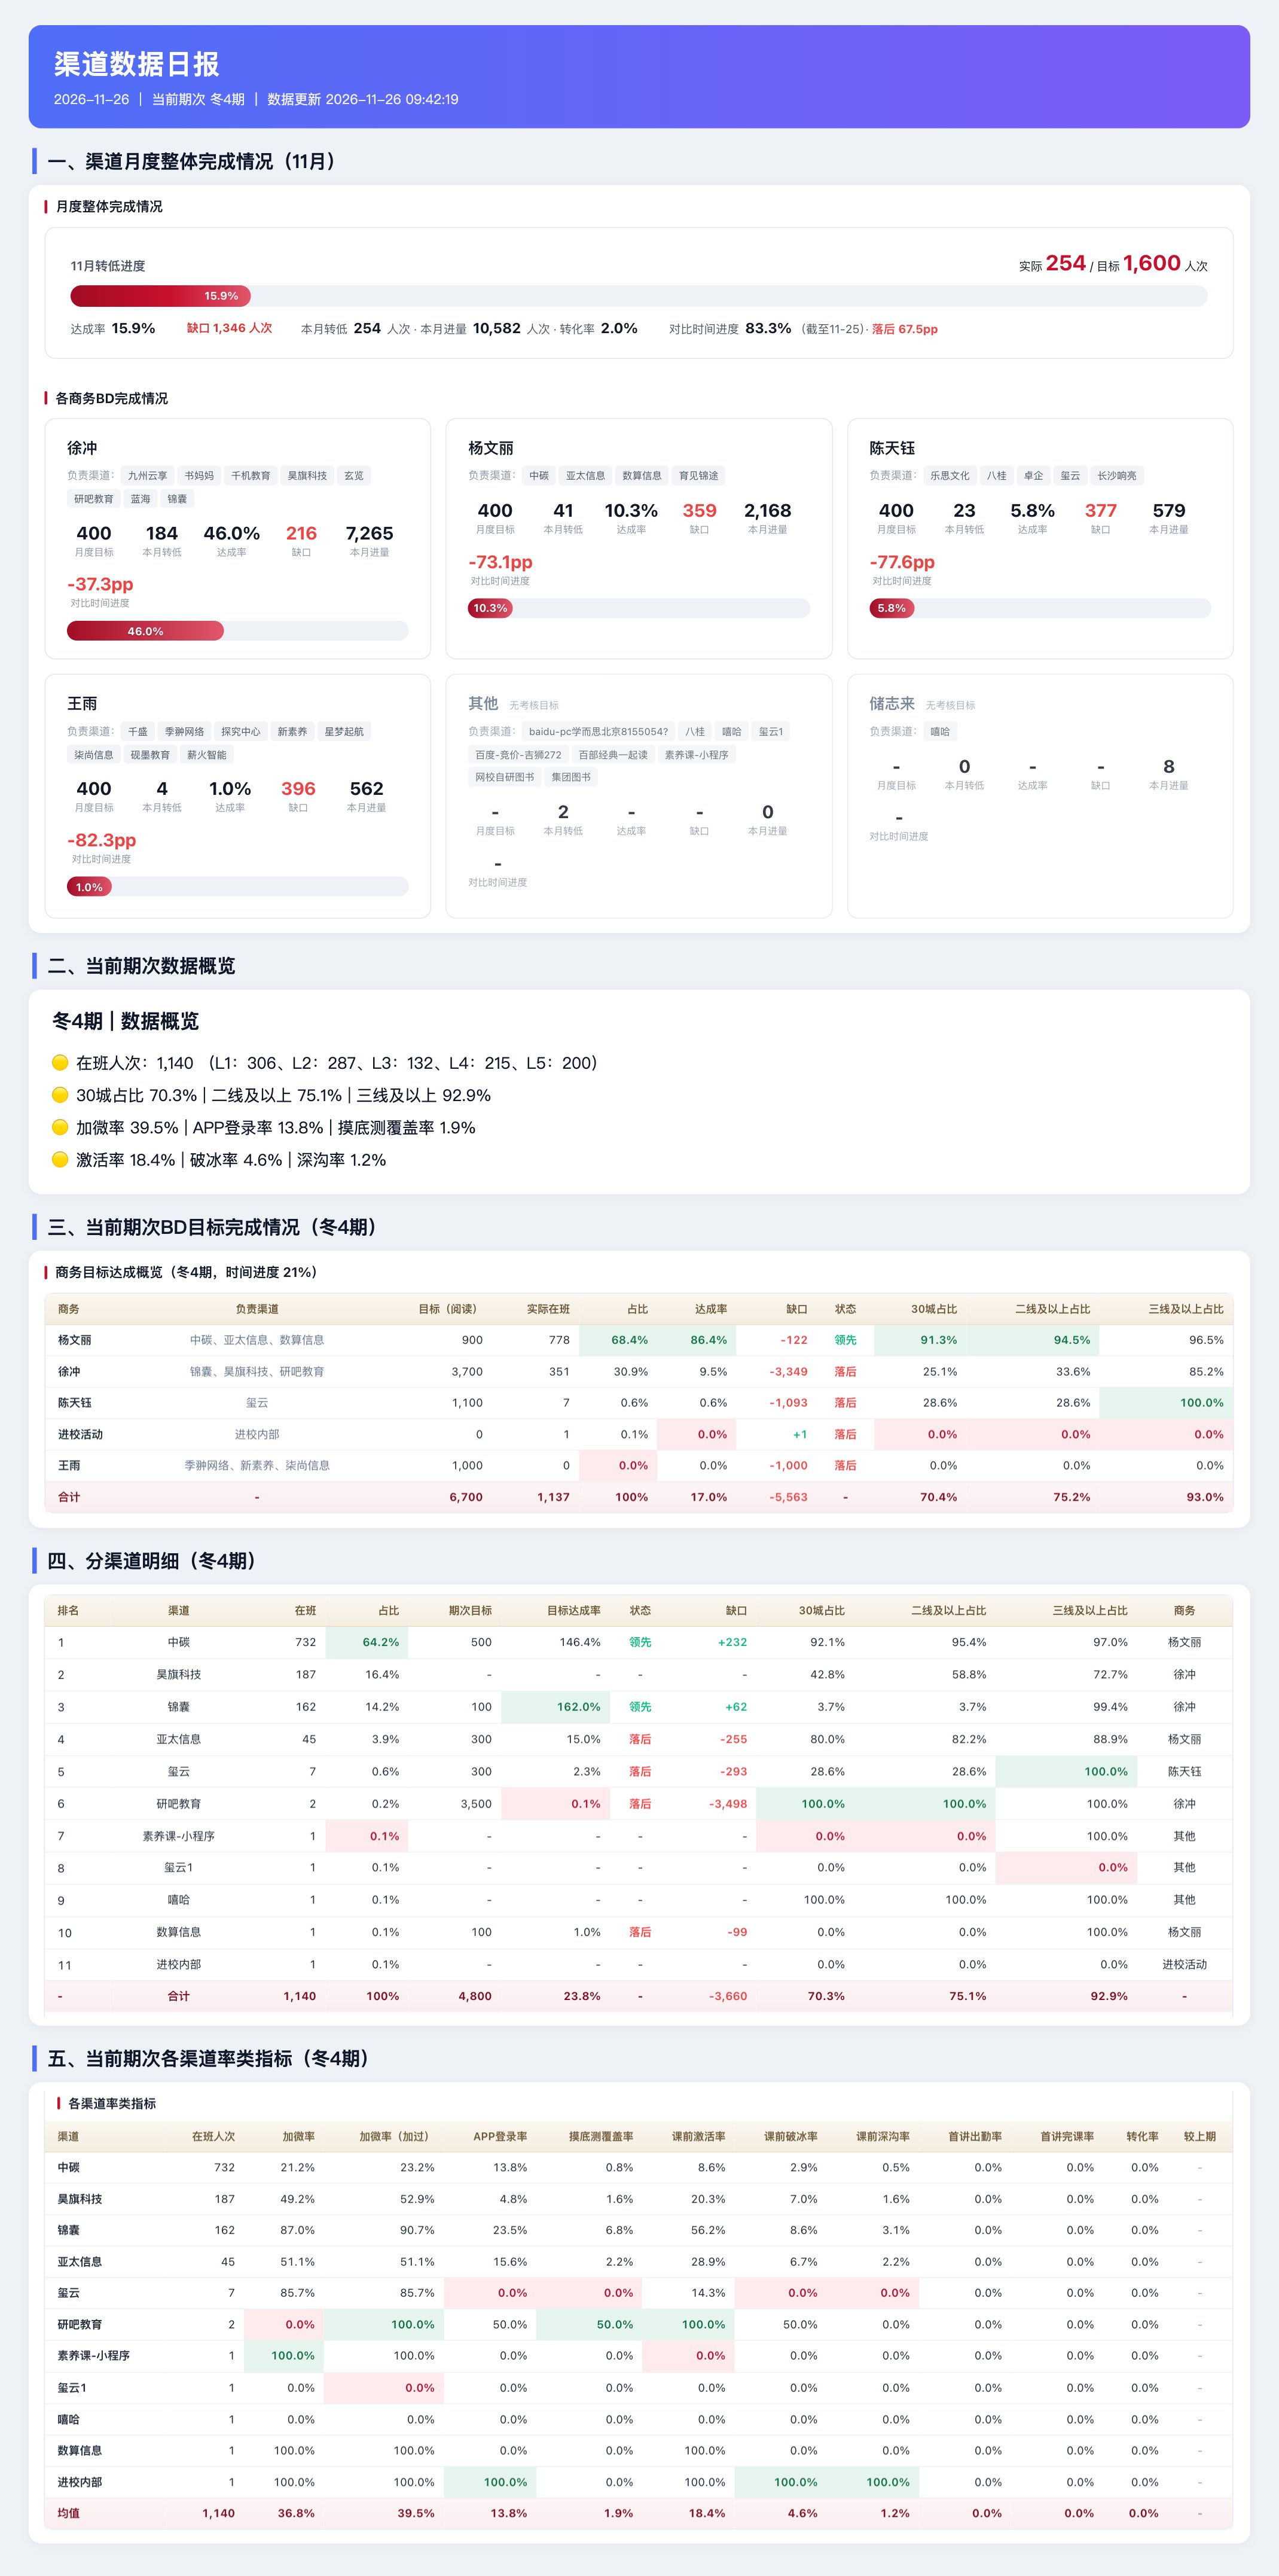 渠道数据日报
2026-11-26 | 当前期次 冬4期 | 数据更新 2026-11-26 09:42:19
一、渠道月度整体完成情况（11月）
月度整体完成情况
11月转低进度 实际 254 / 目标 1,600 人次
15.9%
达成率 15.9% 缺口 1,346 人次 本月转低 254 人次 · 本月进量 10,582 人次 · 转化率 2.0% 对比时间进度 83.3% （截至11-25）· 落后 67.5pp
各商务BD完成情况
徐冲
负责渠道： 九州云享 书妈妈 千机教育 昊旗科技 玄览
研吧教育 蓝海 锦囊
400 184 46.0% 216 7,265
月度目标 本月转低 达成率 缺口 本月进量
-37.3pp
对比时间进度
46.0%
杨文丽
负责渠道： 中碳 亚太信息 数算信息 育见锦途
400 41 10.3% 359 2,168
月度目标 本月转低 达成率 缺口 本月进量
-73.1pp
对比时间进度
10.3%
陈天钰
负责渠道： 乐思文化 八桂 卓企 玺云 长沙响亮
400 23 5.8% 377 579
月度目标 本月转低 达成率 缺口 本月进量
-77.6pp
对比时间进度
5.8%
王雨
负责渠道： 千盛 季翀网络 探究中心 新素养 星梦起航
柒尚信息 砚墨教育 薪火智能
400 4 1.0% 396 562
月度目标 本月转低 达成率 缺口 本月进量
-82.3pp
对比时间进度
1.0%
其他 无考核目标
负责渠道： baidu-pc学而思北京8155054? 八桂 嘻哈 玺云1
百度-竞价-吉狮272 百部经典一起读 素养课-小程序
网校自研图书 集团图书
- 2 - - 0
月度目标 本月转低 达成率 缺口 本月进量
-
对比时间进度
储志来 无考核目标
负责渠道： 嘻哈
- 0 - - 8
月度目标 本月转低 达成率 缺口 本月进量
-
对比时间进度
二、当前期次数据概览
冬4期 | 数据概览
在班人次：1,140 （L1：306、L2：287、L3：132、L4：215、L5：200）
30城占比 70.3% | 二线及以上 75.1% | 三线及以上 92.9%
加微率 39.5% | APP登录率 13.8% | 摸底测覆盖率 1.9%
激活率 18.4% | 破冰率 4.6% | 深沟率 1.2%
三、当前期次BD目标完成情况（冬4期）
商务目标达成概览（冬4期，时间进度 21%）
商务 负责渠道 目标（阅读） 实际在班 占比 达成率 缺口 状态 30城占比 二线及以上占比 三线及以上占比
杨文丽 中碳、亚太信息、数算信息 900 778 68.4% 86.4% -122 领先 91.3% 94.5% 96.5%
徐冲 锦囊、昊旗科技、研吧教育 3,700 351 30.9% 9.5% -3,349 落后 25.1% 33.6% 85.2%
陈天钰 玺云 1,100 7 0.6% 0.6% -1,093 落后 28.6% 28.6% 100.0%
进校活动 进校内部 0 1 0.1% 0.0% +1 落后 0.0% 0.0% 0.0%
王雨 季翀网络、新素养、柒尚信息 1,000 0 0.0% 0.0% -1,000 落后 0.0% 0.0% 0.0%
合计 - 6,700 1,137 100% 17.0% -5,563 - 70.4% 75.2% 93.0%
四、分渠道明细（冬4期）
排名 渠道 在班 占比 期次目标 目标达成率 状态 缺口 30城占比 二线及以上占比 三线及以上占比 商务
1 中碳 732 64.2% 500 146.4% 领先 +232 92.1% 95.4% 97.0% 杨文丽
2 昊旗科技 187 16.4% - - - - 42.8% 58.8% 72.7% 徐冲
3 锦囊 162 14.2% 100 162.0% 领先 +62 3.7% 3.7% 99.4% 徐冲
4 亚太信息 45 3.9% 300 15.0% 落后 -255 80.0% 82.2% 88.9% 杨文丽
5 玺云 7 0.6% 300 2.3% 落后 -293 28.6% 28.6% 100.0% 陈天钰
6 研吧教育 2 0.2% 3,500 0.1% 落后 -3,498 100.0% 100.0% 100.0% 徐冲
7 素养课-小程序 1 0.1% - - - - 0.0% 0.0% 100.0% 其他
8 玺云1 1 0.1% - - - - 0.0% 0.0% 0.0% 其他
9 嘻哈 1 0.1% - - - - 100.0% 100.0% 100.0% 其他
10 数算信息 1 0.1% 100 1.0% 落后 -99 0.0% 0.0% 100.0% 杨文丽
11 进校内部 1 0.1% - - - - 0.0% 0.0% 0.0% 进校活动
- 合计 1,140 100% 4,800 23.8% - -3,660 70.3% 75.1% 92.9% -
五、当前期次各渠道率类指标（冬4期）
各渠道率类指标
渠道 在班人次 加微率 加微率（加过） APP登录率 摸底测覆盖率 课前激活率 课前破冰率 课前深沟率 首讲出勤率 首讲完课率 转化率 较上期
中碳 732 21.2% 23.2% 13.8% 0.8% 8.6% 2.9% 0.5% 0.0% 0.0% 0.0% -
昊旗科技 187 49.2% 52.9% 4.8% 1.6% 20.3% 7.0% 1.6% 0.0% 0.0% 0.0% -
锦囊 162 87.0% 90.7% 23.5% 6.8% 56.2% 8.6% 3.1% 0.0% 0.0% 0.0% -
亚太信息 45 51.1% 51.1% 15.6% 2.2% 28.9% 6.7% 2.2% 0.0% 0.0% 0.0% -
玺云 7 85.7% 85.7% 0.0% 0.0% 14.3% 0.0% 0.0% 0.0% 0.0% 0.0% -
研吧教育 2 0.0% 100.0% 50.0% 50.0% 100.0% 50.0% 0.0% 0.0% 0.0% 0.0% -
素养课-小程序 1 100.0% 100.0% 0.0% 0.0% 0.0% 0.0% 0.0% 0.0% 0.0% 0.0% -
玺云1 1 0.0% 0.0% 0.0% 0.0% 0.0% 0.0% 0.0% 0.0% 0.0% 0.0% -
嘻哈 1 0.0% 0.0% 0.0% 0.0% 0.0% 0.0% 0.0% 0.0% 0.0% 0.0% -
数算信息 1 100.0% 100.0% 0.0% 0.0% 100.0% 0.0% 0.0% 0.0% 0.0% 0.0% -
进校内部 1 100.0% 100.0% 100.0% 0.0% 100.0% 100.0% 100.0% 0.0% 0.0% 0.0% -
均值 1,140 36.8% 39.5% 13.8% 1.9% 18.4% 4.6% 1.2% 0.0% 0.0% 0.0% -